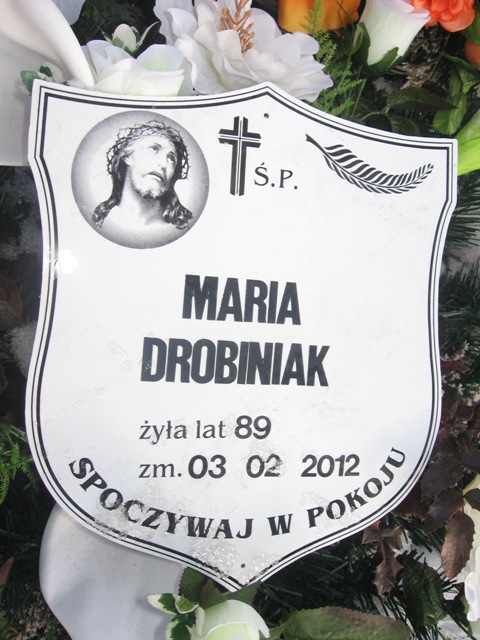 Ś.P.
MARIA
DROBINIAK
żyła lat 89
zm. 03 02 2012
SPOCZYWAJ W POKOJU